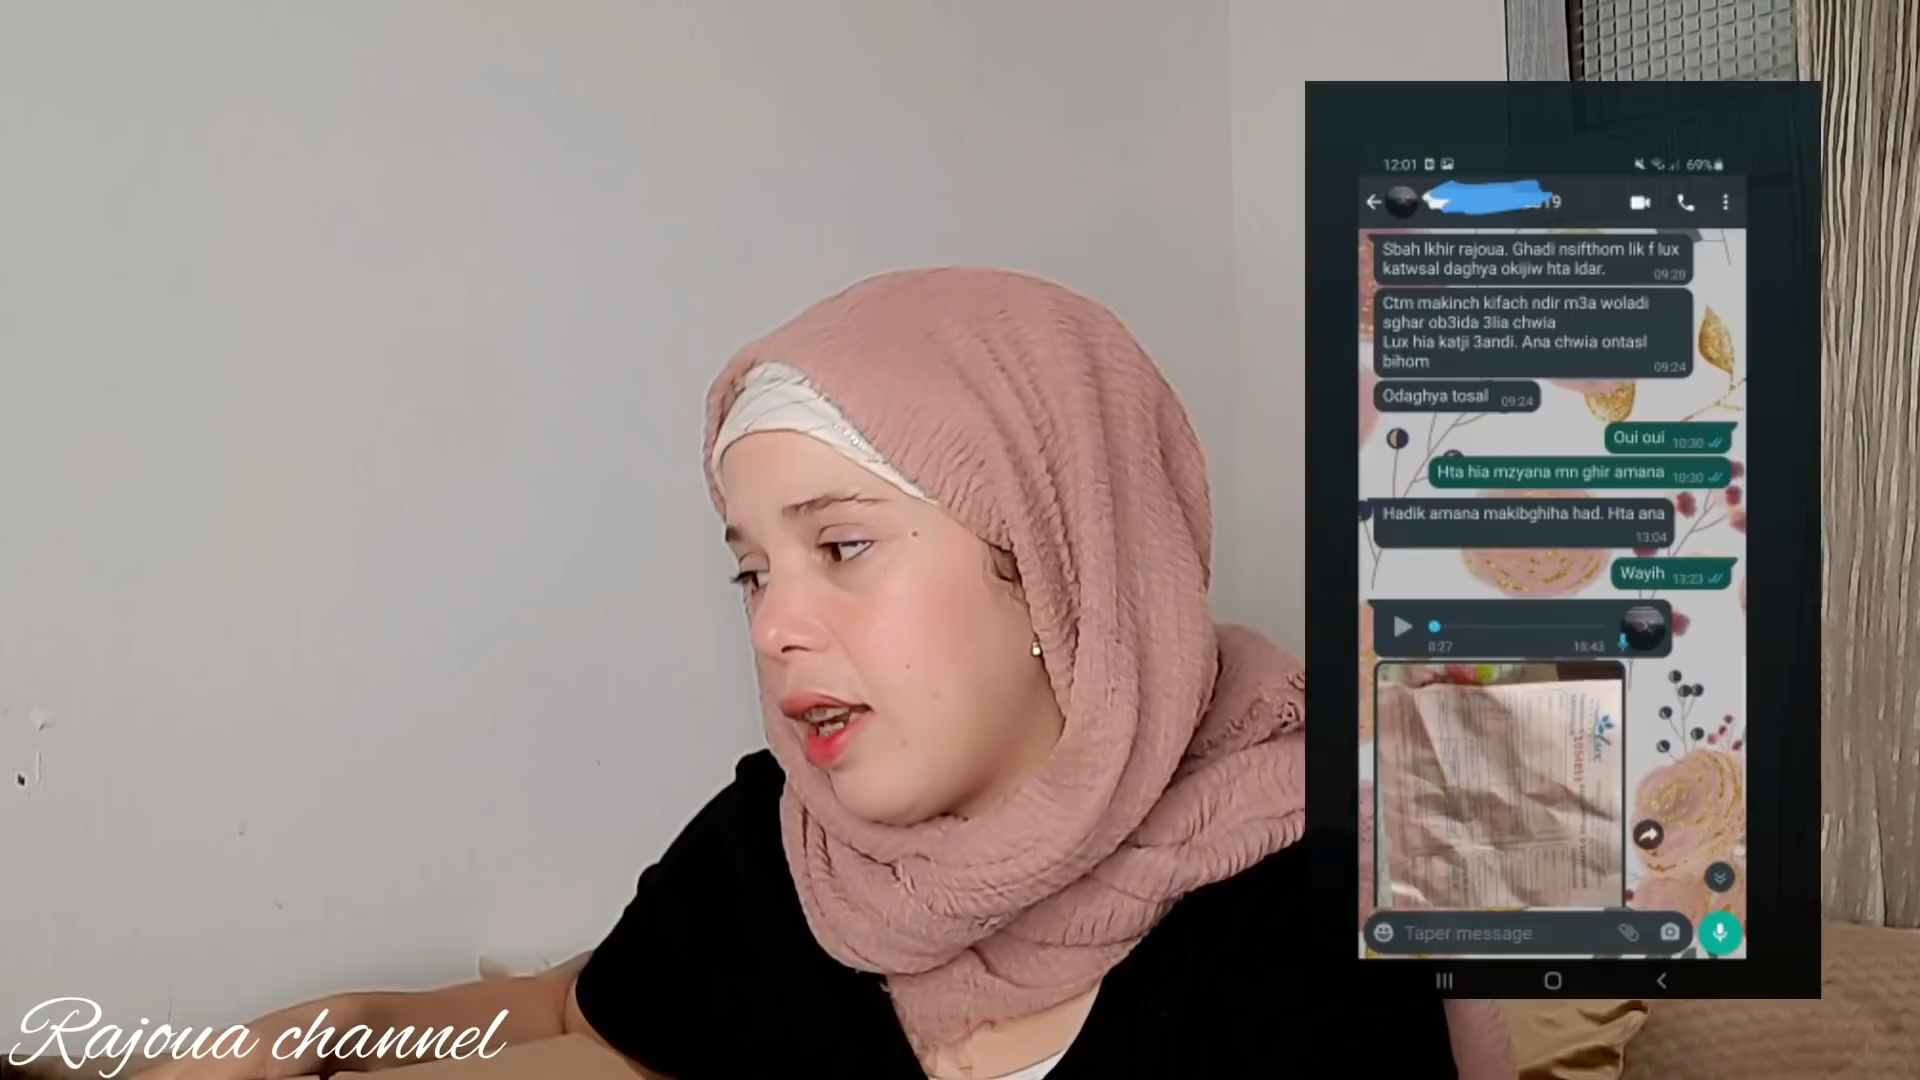 12:01
69%
19
Sbah lkhir rajoua. Ghadi nsifthom lik f lux
katwsal daghya okijiw hta ldar.
09:20
Ctm makinch kifach ndir m3a woladi
sghar ob3ida 3lia chwia
Lux hia katji 3andi. Ana chwia ontasl
bihom
09:24
Odaghya tosal 09:24
Oui oui 10:30
Hta hia mzyana mn ghir amana 10:30
Hadik amana makibghiha had. Hta ana
13:04
Wayih 13:23
0:27
18:43
Taper message
Rajoua channel